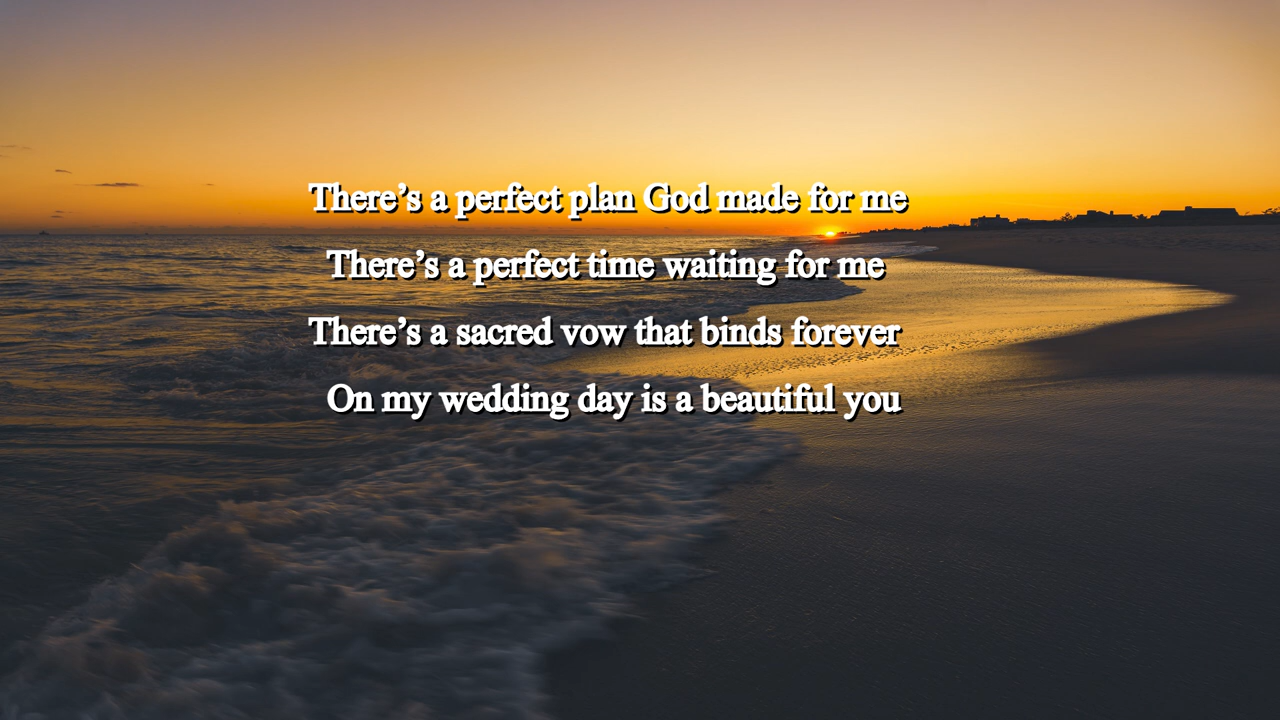 There’s a perfect plan God made for me
There’s a perfect time waiting for me
There’s a sacred vow that binds forever
On my wedding day is a beautiful you